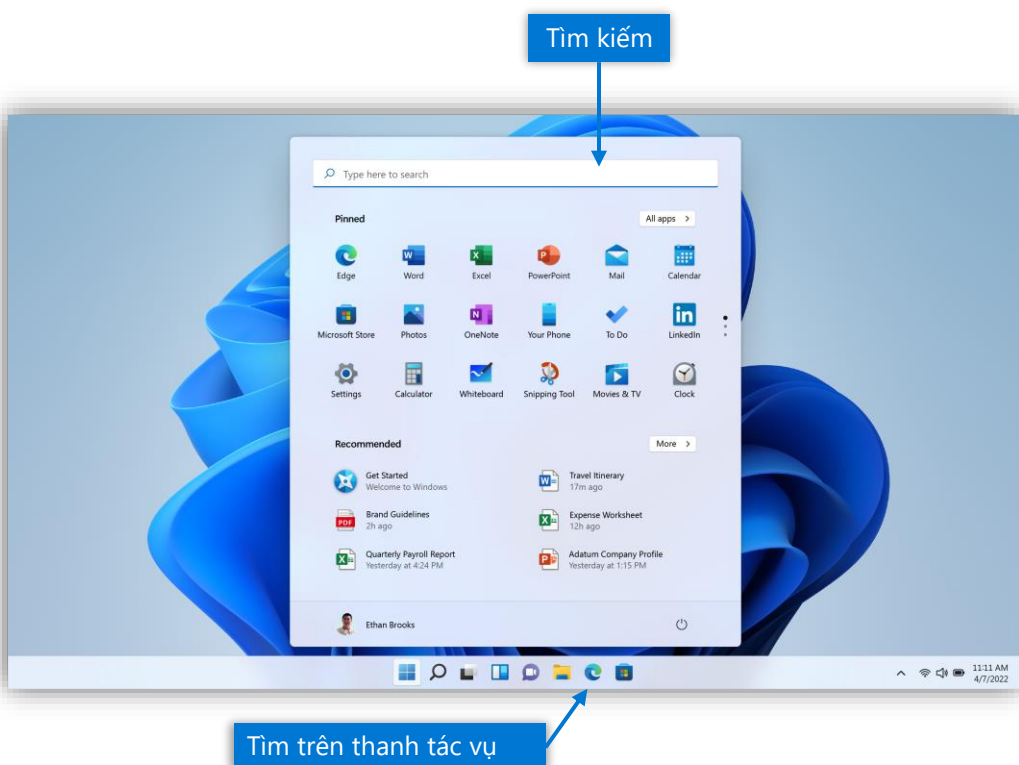 Tìm kiếm
Type here to search
Pinned
All apps >
Edge
Word
Excel
PowerPoint
Mail
Calendar
Microsoft Store
Photos
OneNote
Your Phone
To Do
LinkedIn
Settings
Calculator
Whiteboard
Snipping Tool
Movies & TV
Clock
Recommended
More >
Get Started
Welcome to Windows
Travel Itinerary
17m ago
Brand Guidelines
2h ago
Expense Worksheet
12h ago
Quarterly Payroll Report
Yesterday at 4:24 PM
Adatum Company Profile
Yesterday at 1:15 PM
Ethan Brooks
11:11 AM
4/7/2022
Tìm trên thanh tác vụ